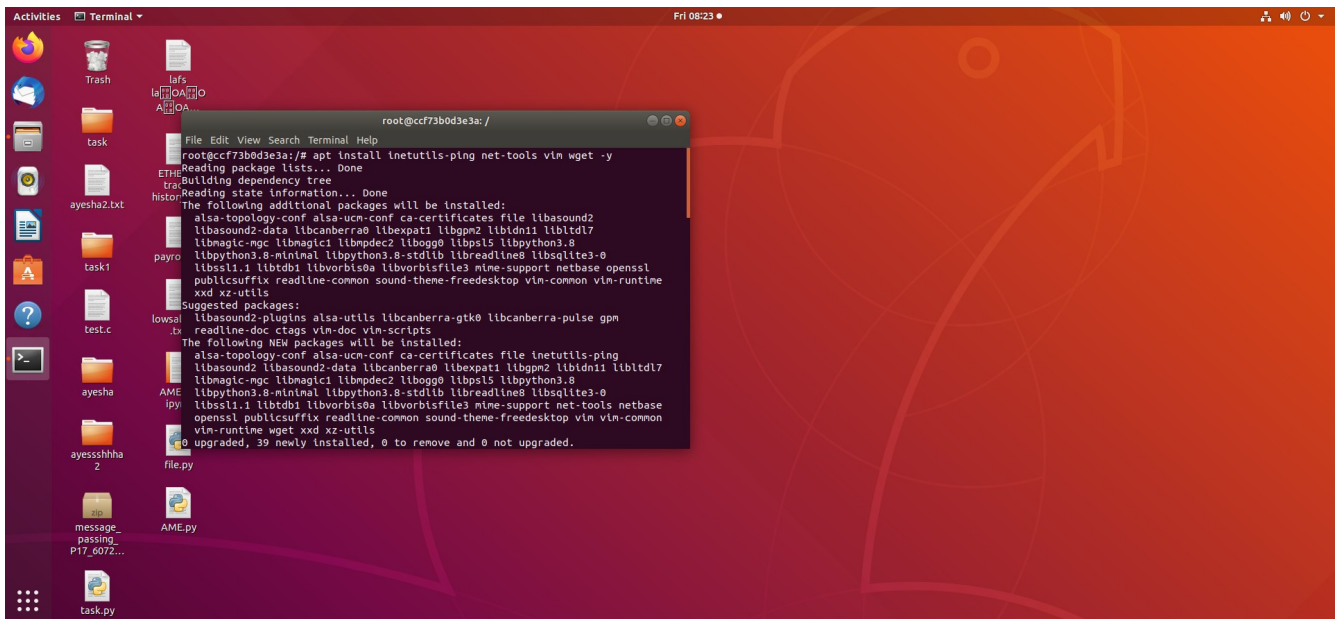 Activities Terminal Fri 08:23
Trash
task
ayesha2.txt
task1
test.c
ayesha
ayessshhha
2
zip
message_
passing_
P17_6072...
task.py
lafs
ETHE
trac
histor
payro
lowsal
.tx
AME
ipy
file.py
AME.py
root@ccf73b0d3e3a: /
File Edit View Search Terminal Help
root@ccf73b0d3e3a:/# apt install inetutils-ping net-tools vim wget -y
Reading package lists... Done
Building dependency tree
Reading state information... Done
The following additional packages will be installed:
alsa-topology-conf alsa-ucm-conf ca-certificates file libasound2
libasound2-data libcanberra0 libexpat1 libgpm2 libidn11 libltdl7
libmagic-mgc libmagic1 libmpdec2 libogg0 libpsl5 libpython3.8
libpython3.8-minimal libpython3.8-stdlib libreadline8 libsqlite3-0
libssl1.1 libtdb1 libvorbis0a libvorbisfile3 mime-support netbase openssl
publicsuffix readline-common sound-theme-freedesktop vim-common vim-runtime
xxd xz-utils
Suggested packages:
libasound2-plugins alsa-utils libcanberra-gtk0 libcanberra-pulse gpm
readline-doc ctags vim-doc vim-scripts
The following NEW packages will be installed:
alsa-topology-conf alsa-ucm-conf ca-certificates file inetutils-ping
libasound2 libasound2-data libcanberra0 libexpat1 libgpm2 libidn11 libltdl7
libmagic-mgc libmagic1 libmpdec2 libogg0 libpsl5 libpython3.8
libpython3.8-minimal libpython3.8-stdlib libreadline8 libsqlite3-0
libssl1.1 libtdb1 libvorbis0a libvorbisfile3 mime-support net-tools netbase
openssl publicsuffix readline-common sound-theme-freedesktop vim vim-common
vim-runtime wget xxd xz-utils
0 upgraded, 39 newly installed, 0 to remove and 0 not upgraded.